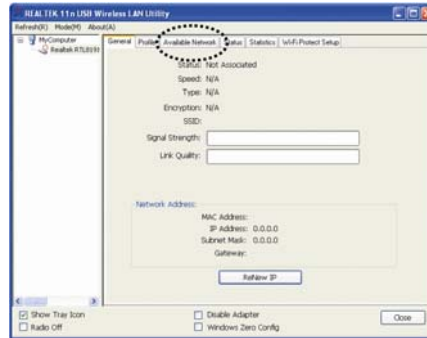 REALTEK 11n USB Wireless LAN Utility
Refresh(R) Mode(M) About(A)
MyComputer
Realtek RTL8191
General Profile Available Network Status Statistics Wi-Fi Protect Setup
Status: Not Associated
Speed: N/A
Type: N/A
Encryption: N/A
SSID:
Signal Strength:
Link Quality:
Network Address:
MAC Address:
IP Address: 0.0.0.0
Subnet Mask: 0.0.0.0
Gateway:
ReNew IP
Show Tray Icon
Radio Off
Disable Adapter
Windows Zero Config
Close